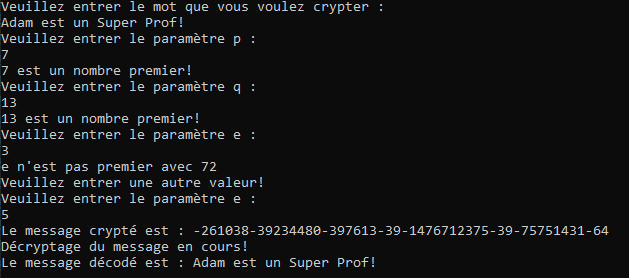 Veuillez entrer le mot que vous voulez crypter :
Adam est un Super Prof!
Veuillez entrer le paramètre p :
7
7 est un nombre premier!
Veuillez entrer le paramètre q :
13
13 est un nombre premier!
Veuillez entrer le paramètre e :
3
e n'est pas premier avec 72
Veuillez entrer une autre valeur!
Veuillez entrer le paramètre e :
5
Le message crypté est : -261038-39234480-397613-39-1476712375-39-75751431-64
Décryptage du message en cours!
Le message décodé est : Adam est un Super Prof!